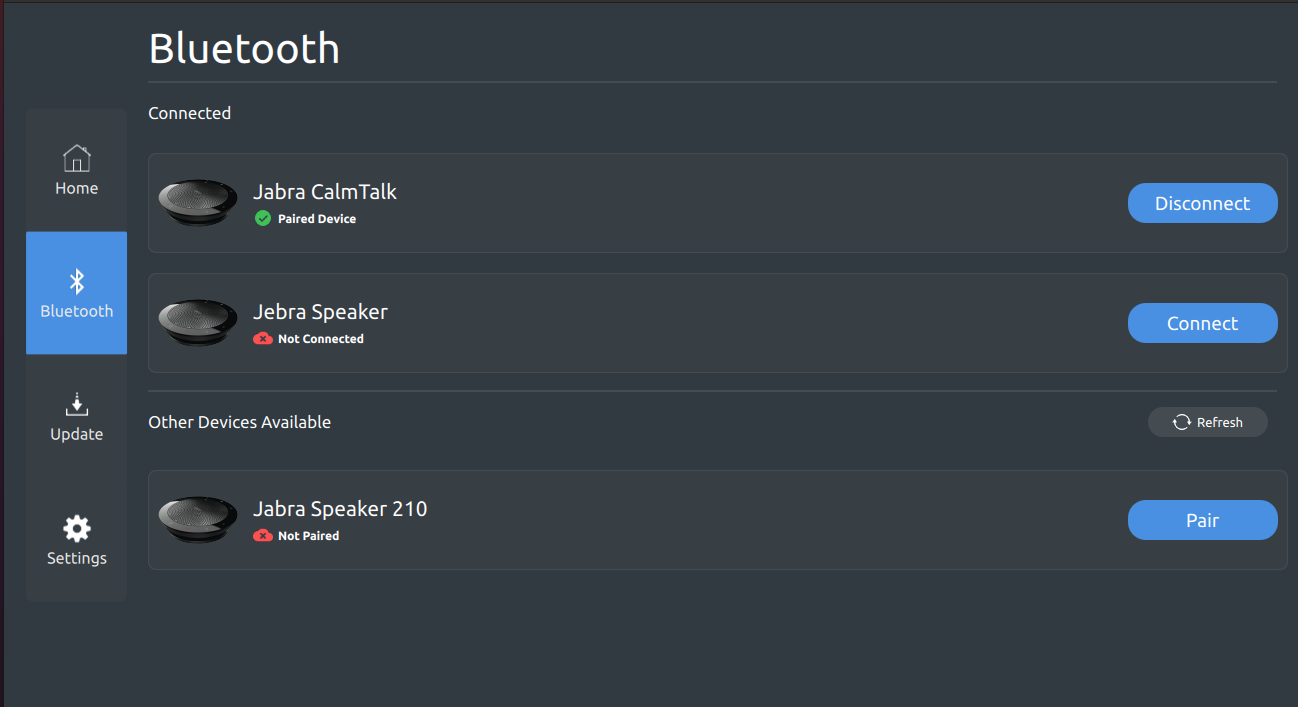 Bluetooth
Connected
Home
Jabra CalmTalk
Paired Device
Disconnect
Bluetooth
Jebra Speaker
Not Connected
Connect
Update
Other Devices Available
Refresh
Settings
Jabra Speaker 210
Not Paired
Pair